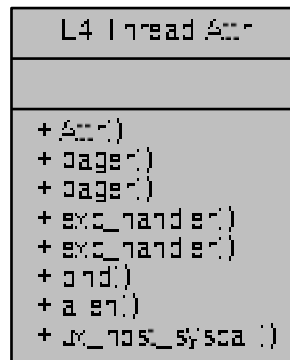 L4 Thread Attr
+ Attr()
+ pager()
+ pager()
+ exc_handler()
+ exc_handler()
+ bind()
+ alien()
+ ux_host_syscall()